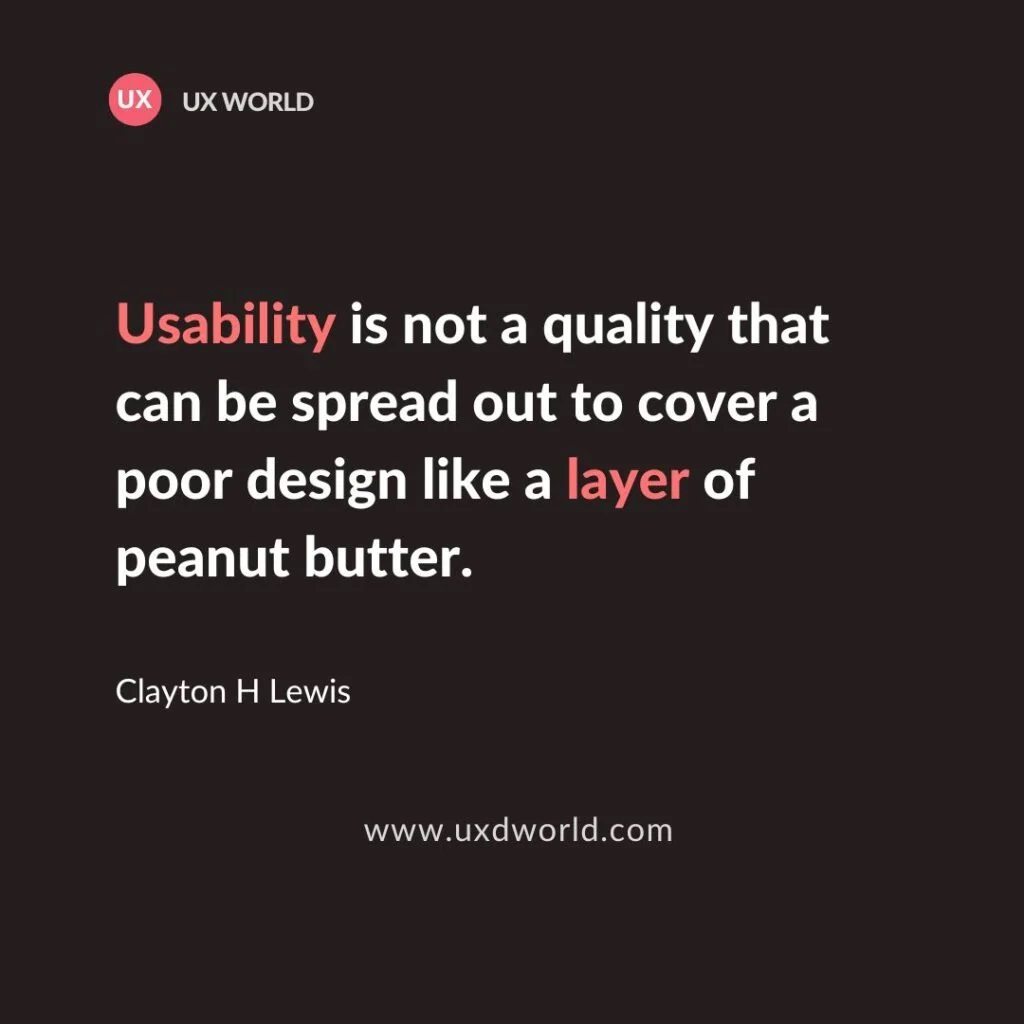 UX UX WORLD
Usability is not a quality that
can be spread out to cover a
poor design like a layer of
peanut butter.
Clayton H Lewis
www.uxdworld.com